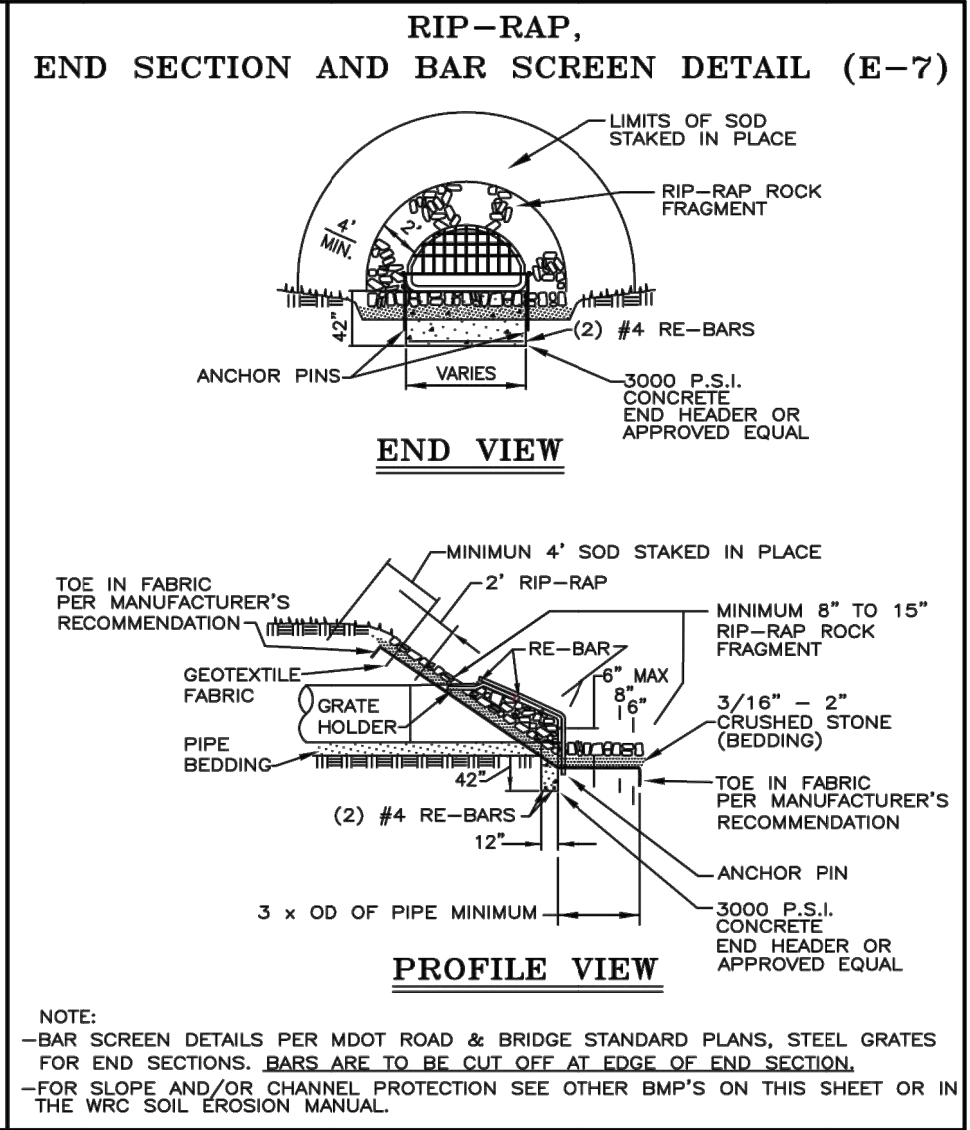 RIP-RAP,
END SECTION AND BAR SCREEN DETAIL (E-7)
LIMITS OF SOD
STAKED IN PLACE
RIP-RAP ROCK
FRAGMENT
4'
MIN.
2'
42"
(2) #4 RE-BARS
ANCHOR PINS
VARIES
3000 P.S.I.
CONCRETE
END HEADER OR
APPROVED EQUAL
END VIEW
MINIMUN 4' SOD STAKED IN PLACE
2' RIP-RAP
TOE IN FABRIC
PER MANUFACTURER'S
RECOMMENDATION
MINIMUM 8" TO 15"
RIP-RAP ROCK
FRAGMENT
RE-BAR
GEOTEXTILE
FABRIC
6" MAX
8"
6"
3/16" - 2"
CRUSHED STONE
(BEDDING)
GRATE
HOLDER
PIPE
BEDDING
42"
TOE IN FABRIC
PER MANUFACTURER'S
RECOMMENDATION
(2) #4 RE-BARS
12"
ANCHOR PIN
3 x OD OF PIPE MINIMUM
3000 P.S.I.
CONCRETE
END HEADER OR
APPROVED EQUAL
PROFILE VIEW
NOTE:
-BAR SCREEN DETAILS PER MDOT ROAD & BRIDGE STANDARD PLANS, STEEL GRATES
FOR END SECTIONS. BARS ARE TO BE CUT OFF AT EDGE OF END SECTION.
-FOR SLOPE AND/OR CHANNEL PROTECTION SEE OTHER BMP'S ON THIS SHEET OR IN
THE WRC SOIL EROSION MANUAL.